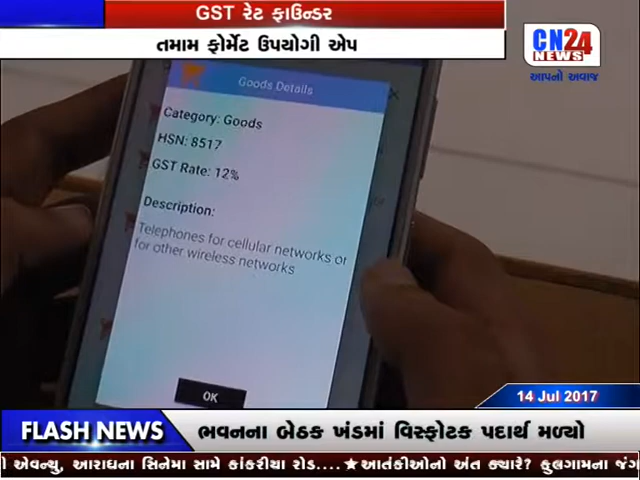 GST રેટ ફાઉન્ડર
તમામ ફોર્મેટ ઉપયોગી એપ
CN24
NEWS
આપનો અવાજ
Goods Details
Category: Goods
HSN: 8517
GST Rate: 12%
Description:
Telephones for cellular networks or
for other wireless networks
OK
14 Jul 2017
FLASH NEWS
ભવનના બેઠક ખંડમાં વિસ્ફોટક પદાર્થ મળ્યો
એવન્યુ, આરાધના સિનેમા સામે કાંકરીયા રોડ....★આતંકીઓનો અંત ક્યારે? કુલગામના જંગ